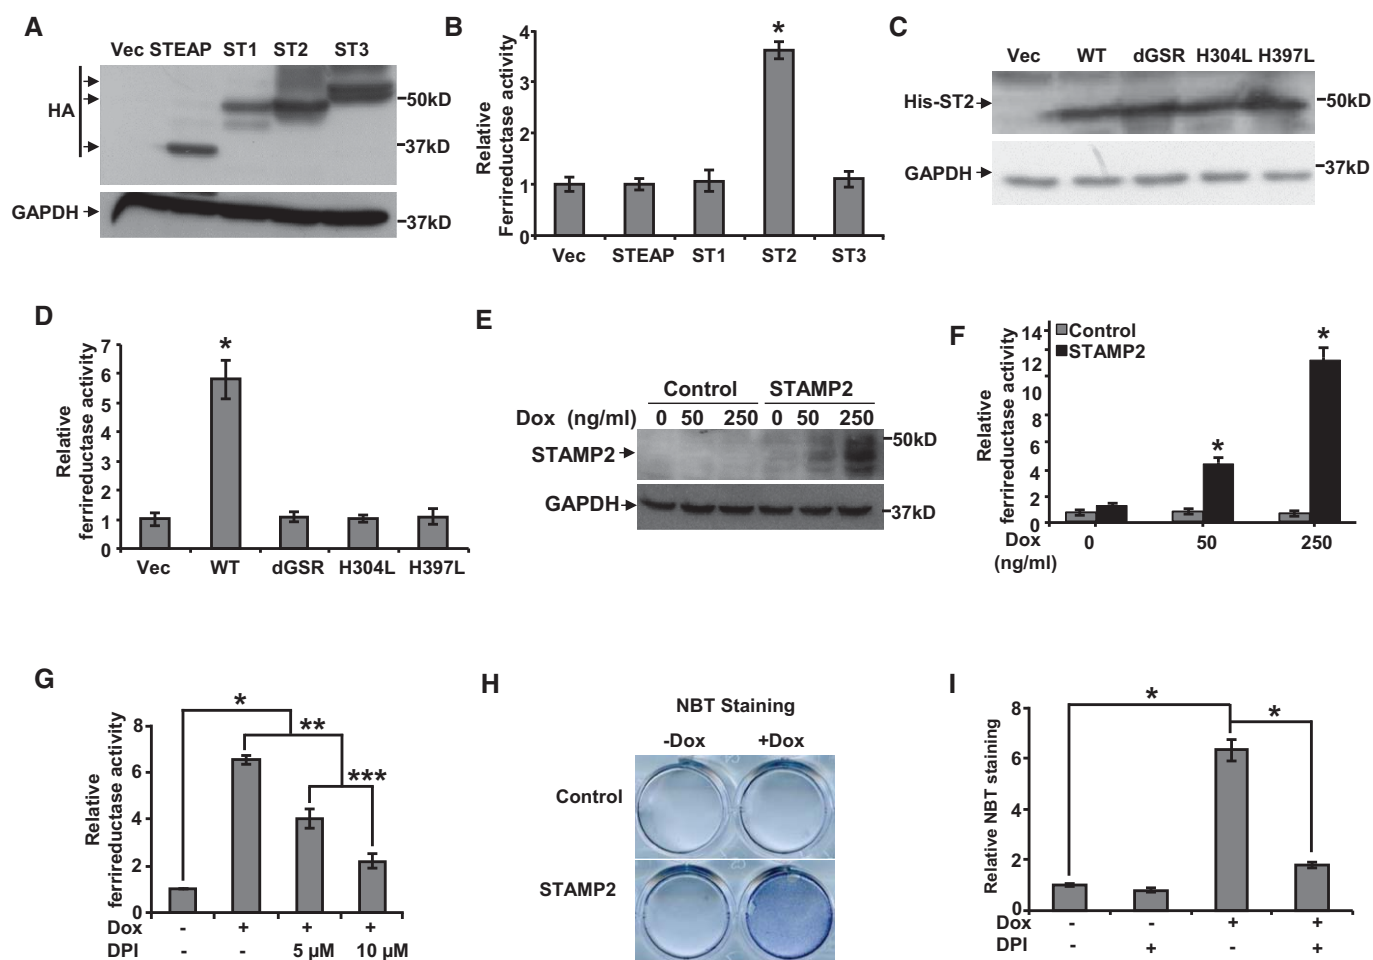 A
Vec STEAP ST1 ST2 ST3
HA
50kD
37kD
GAPDH
37kD
B
Relative
Ferrireductase activity
4
3
2
1
0
*
Vec STEAP ST1 ST2 ST3
C
Vec WT dGSR H304L H397L
His-ST2
50kD
GAPDH
37kD
D
Relative
ferrireductase activity
7
6
5
4
3
2
1
0
*
Vec WT dGSR H304L H397L
E
Control STAMP2
Dox (ng/ml) 0 50 250 0 50 250
STAMP2
50kD
GAPDH
37kD
F
Relative
ferrireductase activity
14
12
8
6
4
2
0
Control
STAMP2
*
*
Dox 0 50 250
(ng/ml)
G
Relative
ferrireductase activity
8
6
4
2
0
*
**
***
Dox - + + +
DPI - - 5 µM 10 µM
H
NBT Staining
-Dox +Dox
Control
STAMP2
I
Relative NBT staining
8
6
4
2
0
*
*
Dox - - + +
DPI - + - +